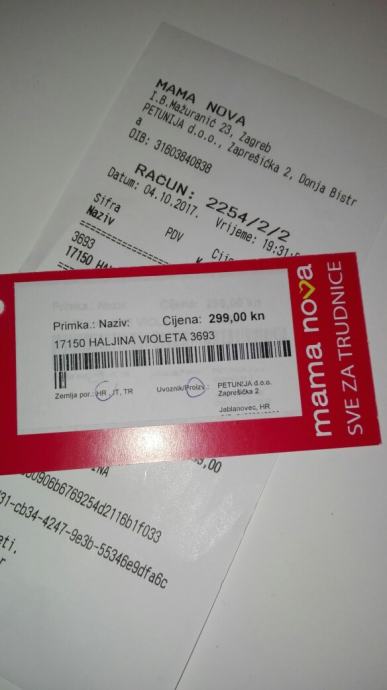 MAMA NOVA
I.B.Mažuranić 23, Zagreb
PETUNIJA d.o.o., Zaprešićka 2, Donja Bistr
a
OIB: 31603840838
RAČUN: 2254/2/2
Datum: 04.10.2017. Vrijeme: 19:31:
Šifra
Naziv PDV
3693
17150 HALJ
Primka.: Naziv: Cijena: 299,00 kn
17150 HALJINA VIOLETA 3693
Zemlja por.: HR, IT, TR Uvoznik/Proizv.: PETUNIJA d.o.o.
Zaprešićka 2
Jablanovec, HR
mama nova
SVE ZA TRUDNICE
00906b6769254d2116b1f033
31-cb34-4247-9e3b-55346e9dfa6c